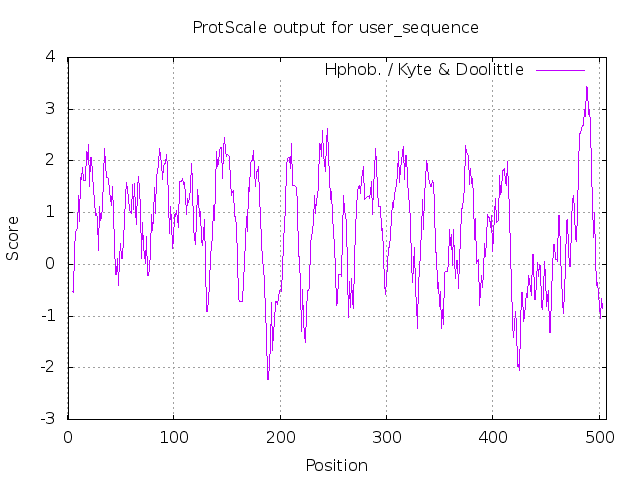 ProtScale output for user_sequence
Hphob. / Kyte & Doolittle
4
3
2
1
0
-1
-2
-3
Score
0 100 200 300 400 500
Position